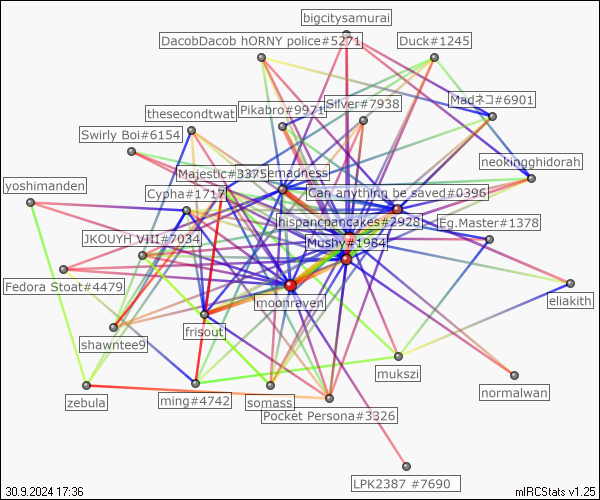 bigcitysamurai
DacobDacob hORNY police#5271
Duck#1245
Madネコ#6901
Silver#7938
Pikabro#9971
thesecondtwat
Swirly Boi#6154
neokingghidorah
Majestic#3375
emadness
yoshimanden
Cypha#1717
Can anything be saved#0396
hispancpancakes#2928
Eg.Master#1378
JKOUYH VIII#7034
Mushy#1984
Fedora Stoat#4479
moonraven
eliakith
frisout
shawntee9
mukszi
normalwan
zebula
ming#4742
somass
Pocket Persona#3326
LPK2387 #7690
30.9.2024 17:36
mIRCStats v1.25